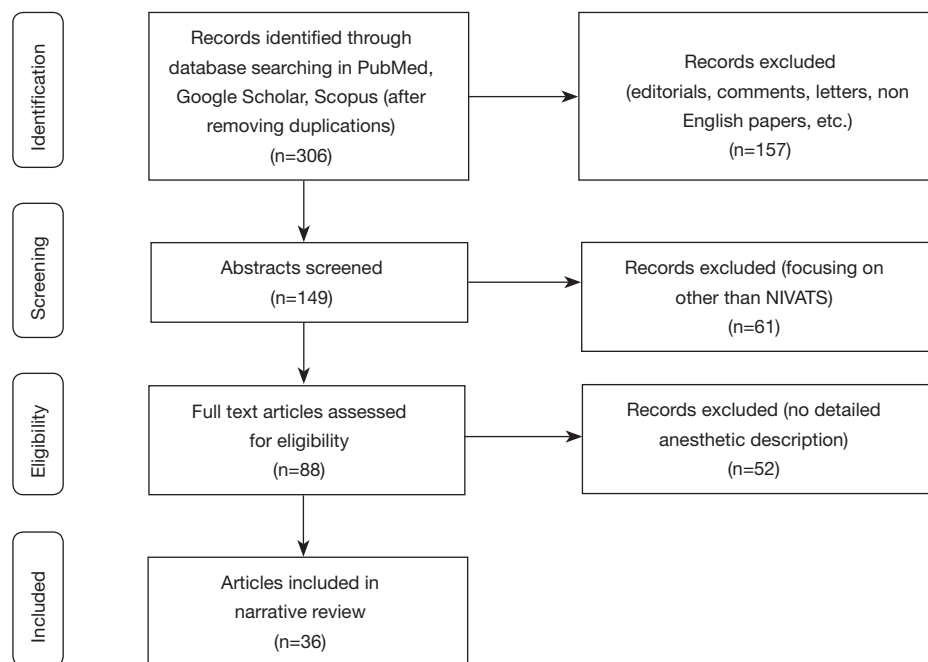 Identification
Records identified through
database searching in PubMed,
Google Scholar, Scopus (after
removing duplications)
(n=306)
Records excluded
(editorials, comments, letters, non
English papers, etc.)
(n=157)
Screening
Abstracts screened
(n=149)
Records excluded (focusing on
other than NIVATS)
(n=61)
Eligibility
Full text articles assessed
for eligibility
(n=88)
Records excluded (no detailed
anesthetic description)
(n=52)
Included
Articles included in
narrative review
(n=36)